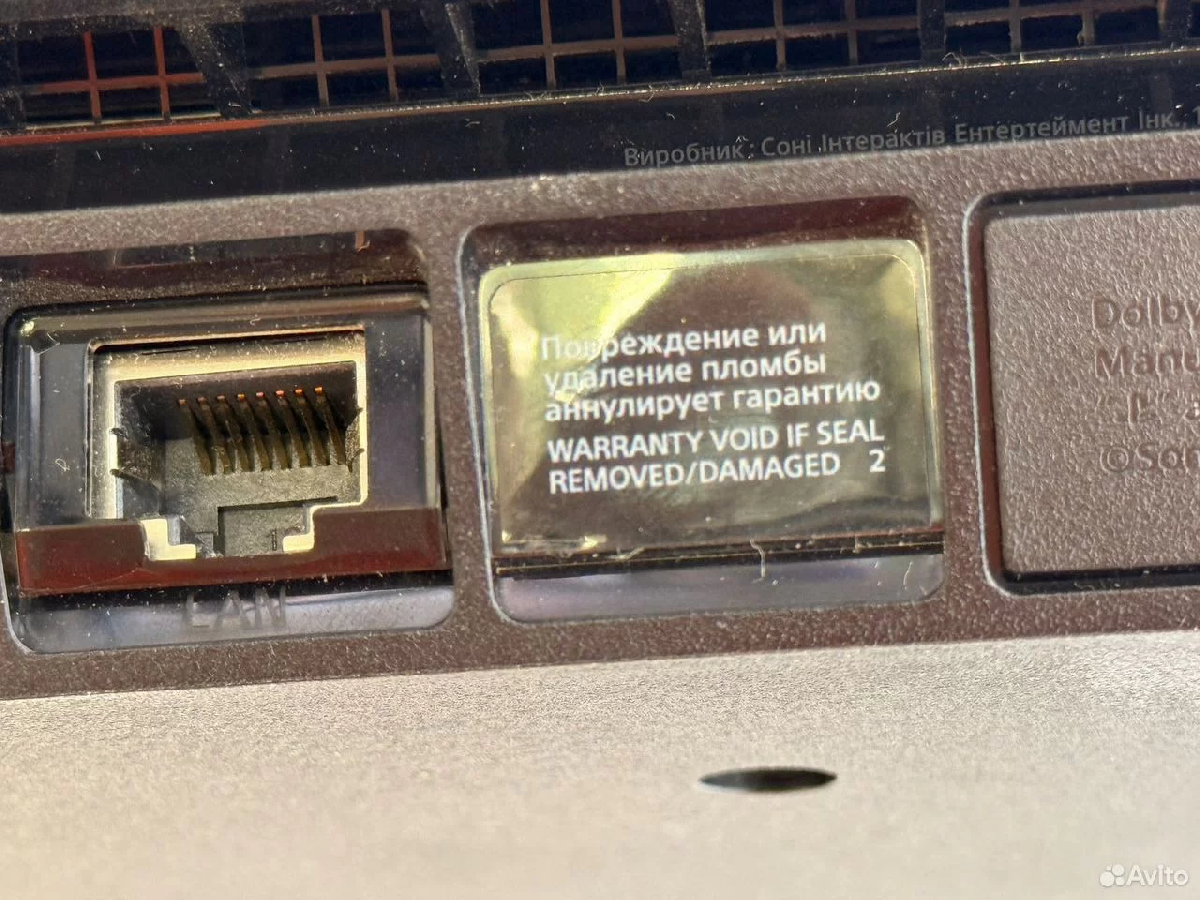 Виробник: Соні Інтерактів Ентертеймент Інк.,
Повреждение или
удаление пломбы
аннулирует гарантию
WARRANTY VOID IF SEAL
REMOVED/DAMAGED 2
LAN
Dolby
©Son
Avito